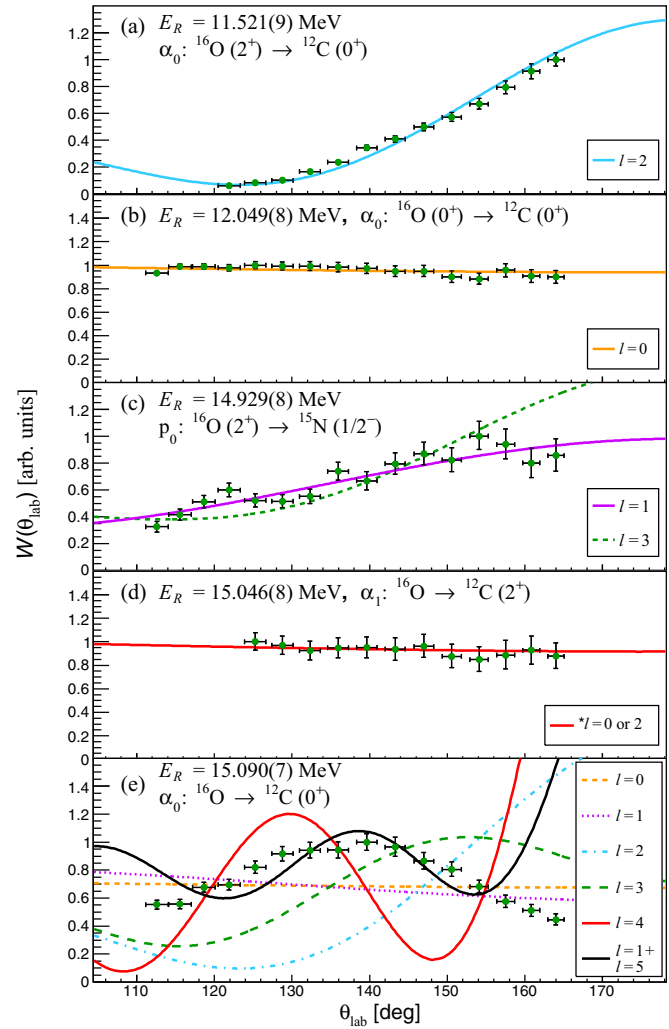 (a) E_R = 11.521(9) MeV
α₀: ¹⁶O (2⁺) → ¹²C (0⁺)
1.2
1
0.8
0.6
0.4
0.2
0
l = 2
(b) E_R = 12.049(8) MeV, α₀: ¹⁶O (0⁺) → ¹²C (0⁺)
1.4
1.2
1
0.8
0.6
0.4
0.2
0
l = 0
(c) E_R = 14.929(8) MeV
p₀: ¹⁶O (2⁺) → ¹⁵N (1/2⁻)
1.4
1.2
1
0.8
0.6
0.4
0.2
0
l = 1
l = 3
W(θ_lab) [arb. units]
(d) E_R = 15.046(8) MeV, α₁: ¹⁶O → ¹²C (2⁺)
1.4
1.2
1
0.8
0.6
0.4
0.2
0
*l = 0 or 2
(e) E_R = 15.090(7) MeV
α₀: ¹⁶O → ¹²C (0⁺)
1.4
1.2
1
0.8
0.6
0.4
0.2
0
l = 0
l = 1
l = 2
l = 3
l = 4
l = 1 +
l = 5
110 120 130 140 150 160 170
θ_lab [deg]